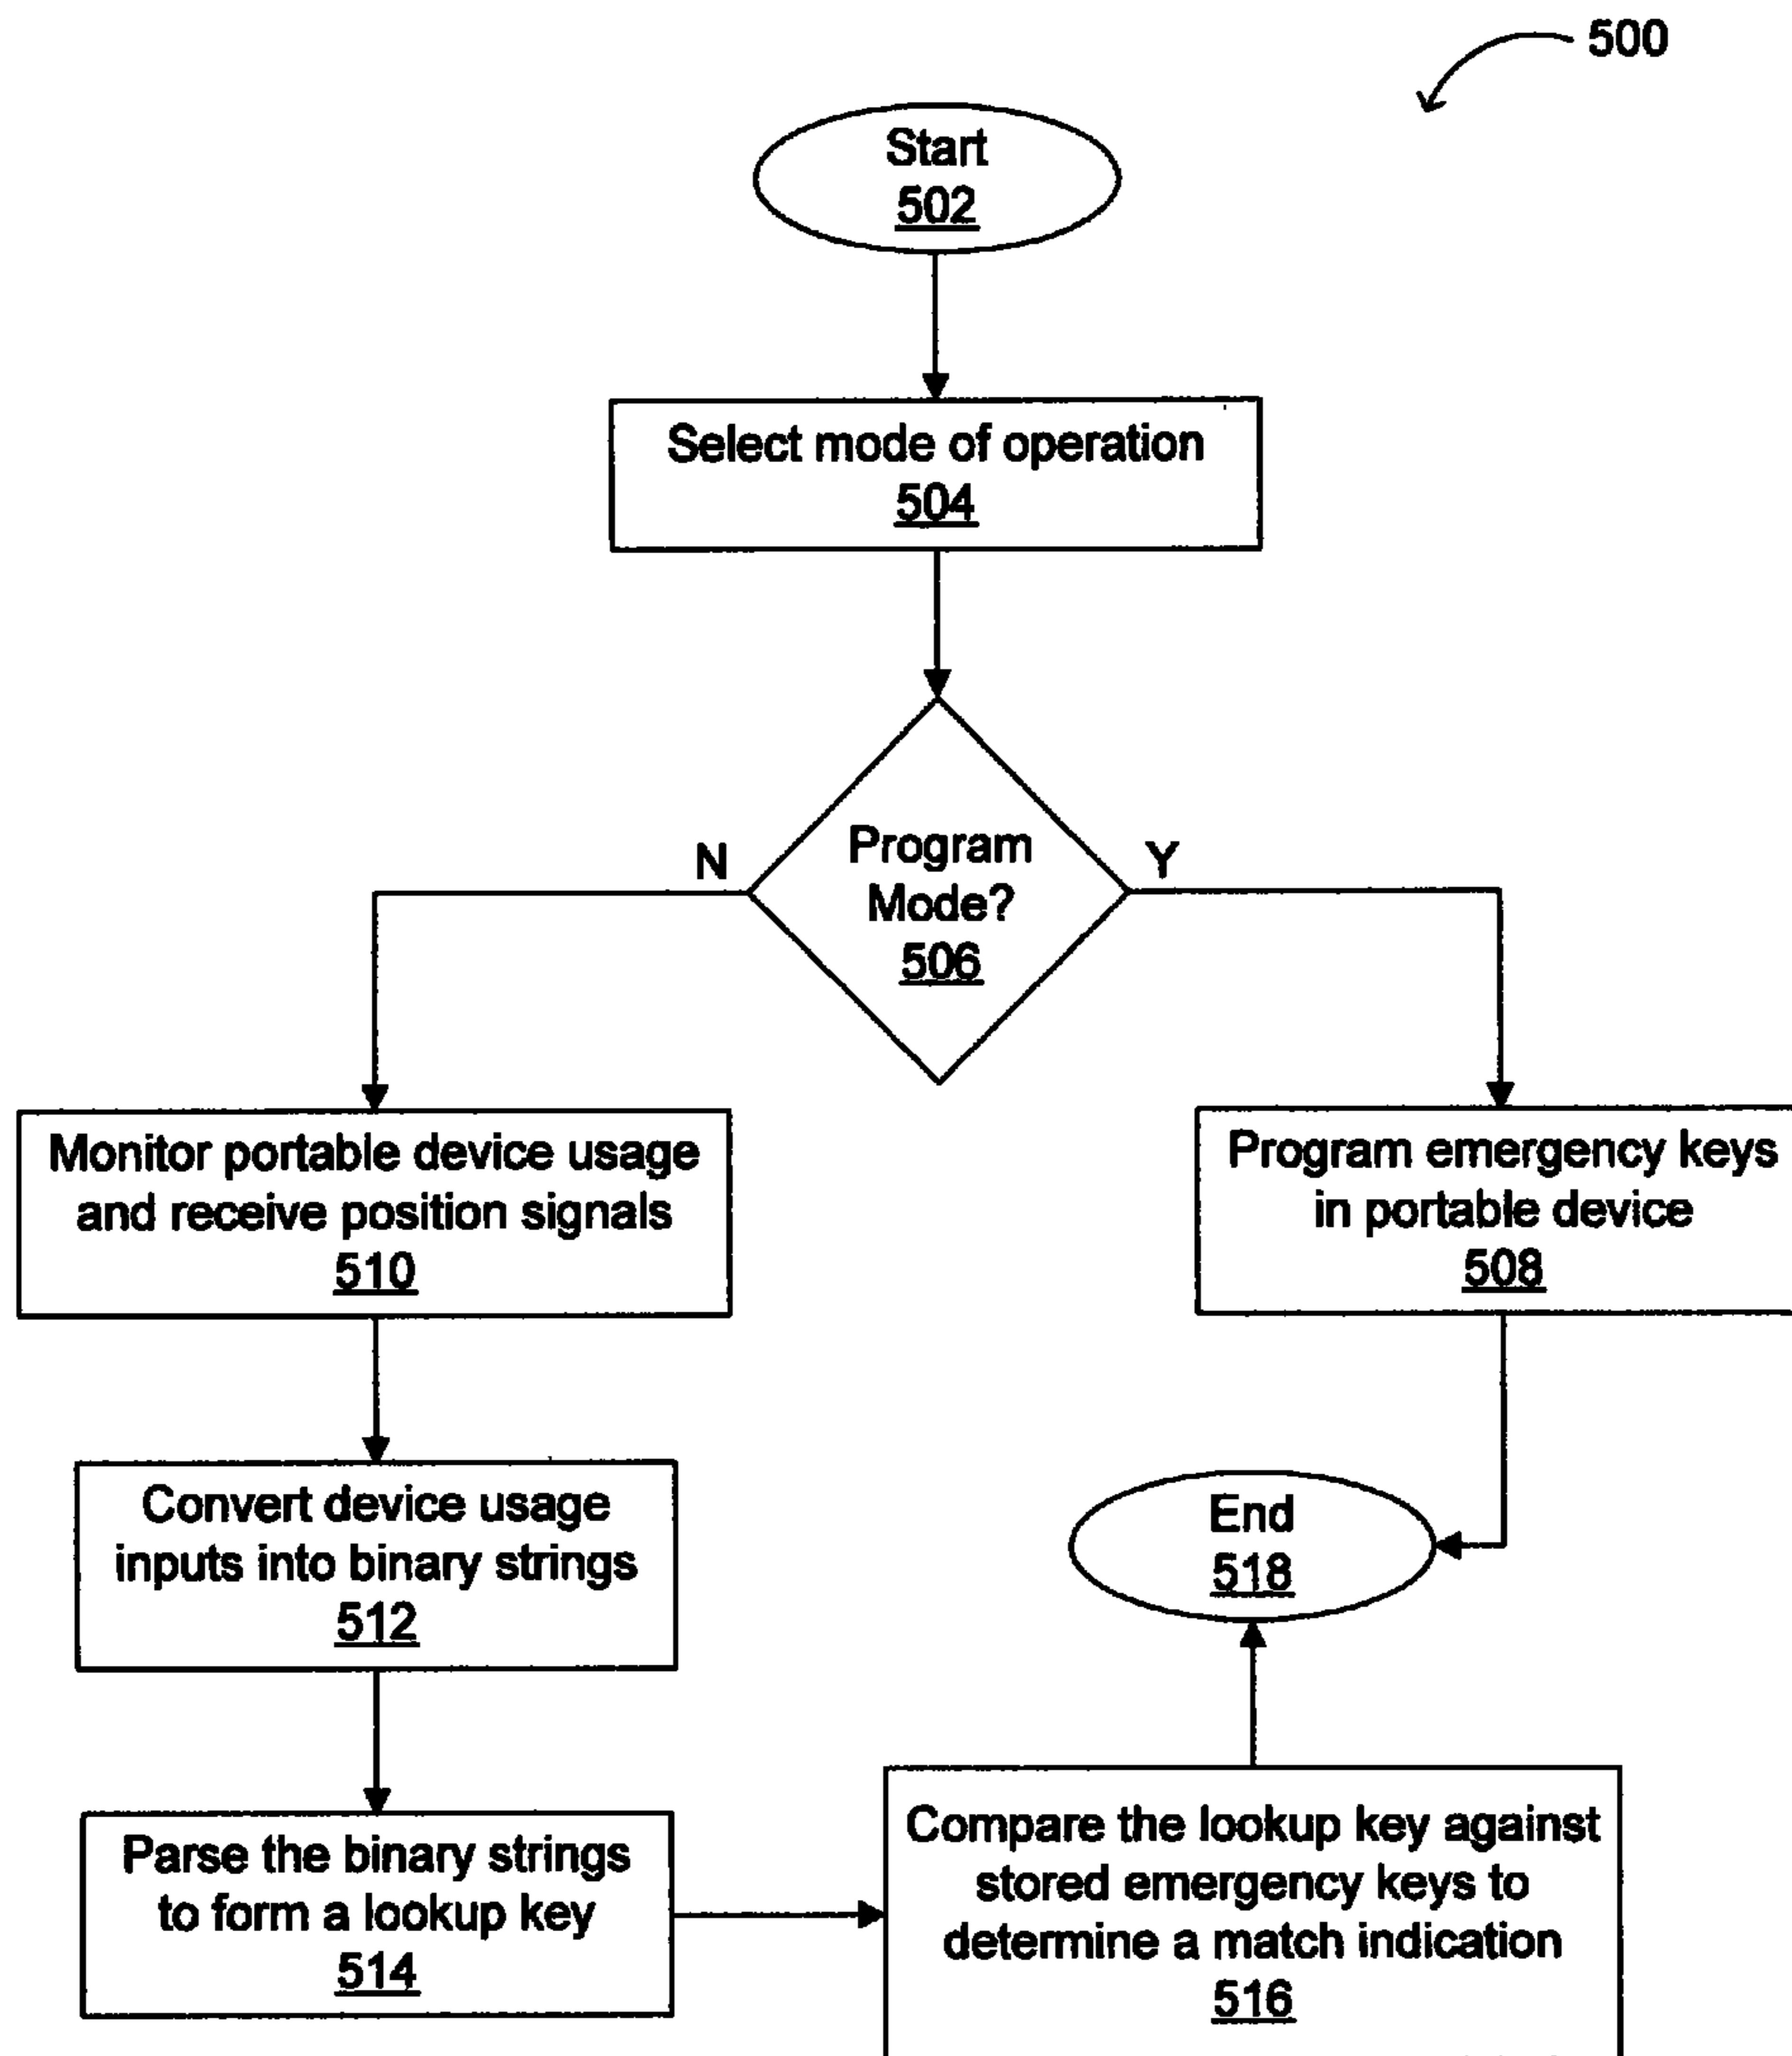 500
Start
502
Select mode of operation
504
Program
Mode?
506
N
Y
Monitor portable device usage
and receive position signals
510
Program emergency keys
in portable device
508
Convert device usage
inputs into binary strings
512
End
518
Parse the binary strings
to form a lookup key
514
Compare the lookup key against
stored emergency keys to
determine a match indication
516